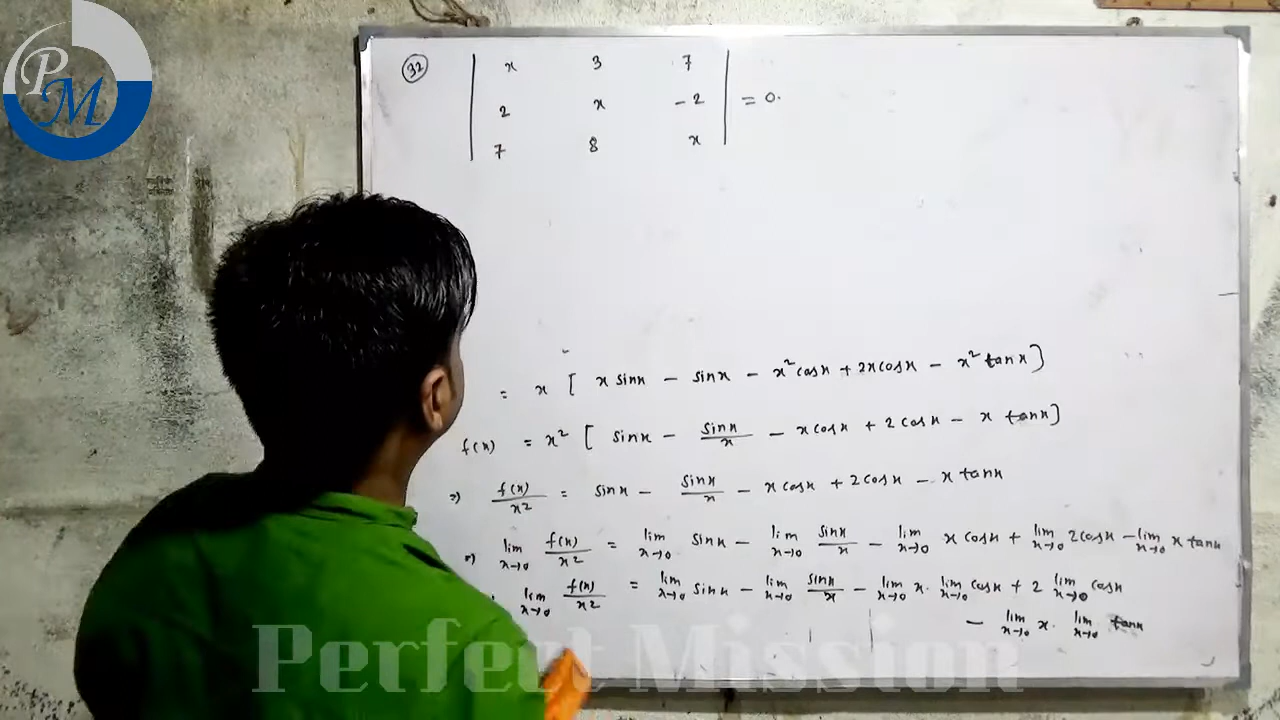 PM
(32) | x 3 7 |
| 2 x -2 | = 0.
| 7 8 x |
= x [ x sinx - sinx - x² cosx + 2xcosx - x² tanx ]
f(x) = x² [ sinx - sinx/x - x cosx + 2 cosx - x tanx ]
=> f(x)/x² = sinx - sinx/x - x cosx + 2 cosx - x tanx
=> lim x→0 f(x)/x² = lim x→0 sinx - lim x→0 sinx/x - lim x→0 x cosx + lim x→0 2cosx - lim x→0 x tanx
lim x→0 f(x)/x² = lim x→0 sinx - lim x→0 sinx/x - lim x→0 x. lim x→0 cosx + 2 lim x→0 cosx
- lim x→0 x. lim x→0 tanx
Perfect Mission